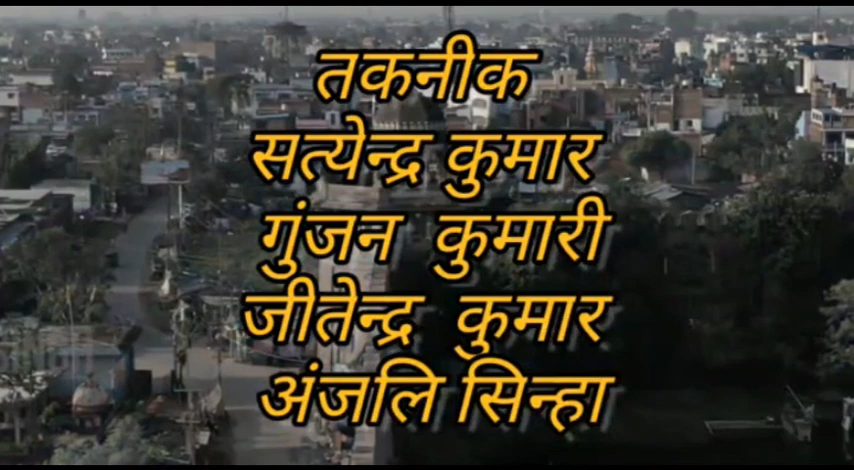 तकनीक
सत्येन्द्र कुमार
गुंजन कुमारी
जीतेन्द्र कुमार
अंजलि सिन्हा